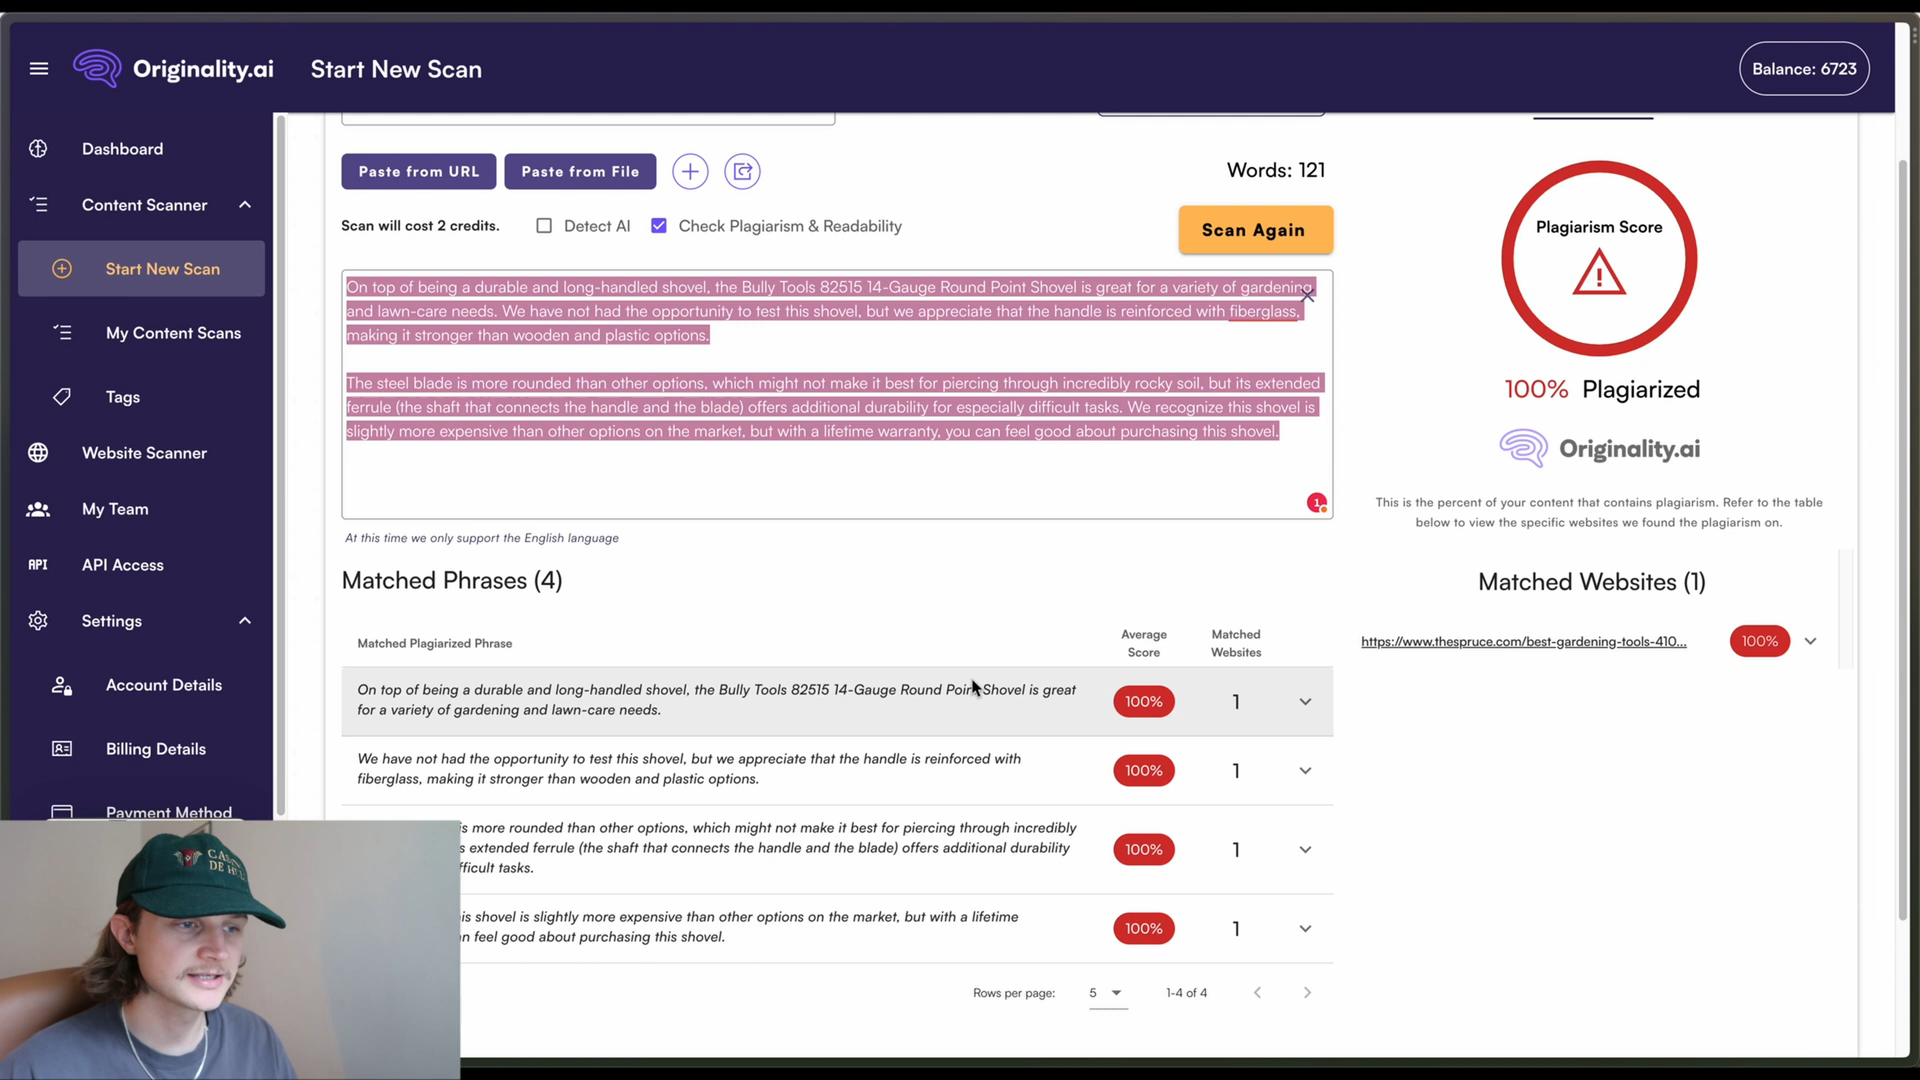 Originality.ai
Start New Scan
Balance: 6723
Dashboard
Content Scanner
Start New Scan
My Content Scans
Tags
Website Scanner
My Team
API
API Access
Settings
Account Details
Billing Details
Payment Method
Paste from URL
Paste from File
Words: 121
Scan will cost 2 credits.
Detect AI
Check Plagiarism & Readability
Scan Again
On top of being a durable and long-handled shovel, the Bully Tools 82515 14-Gauge Round Point Shovel is great for a variety of gardening
and lawn-care needs. We have not had the opportunity to test this shovel, but we appreciate that the handle is reinforced with fiberglass,
making it stronger than wooden and plastic options.
The steel blade is more rounded than other options, which might not make it best for piercing through incredibly rocky soil, but its extended
ferrule (the shaft that connects the handle and the blade) offers additional durability for especially difficult tasks. We recognize this shovel is
slightly more expensive than other options on the market, but with a lifetime warranty, you can feel good about purchasing this shovel.
1
At this time we only support the English language
Matched Phrases (4)
Matched Plagiarized Phrase
Average
Score
Matched
Websites
On top of being a durable and long-handled shovel, the Bully Tools 82515 14-Gauge Round Point Shovel is great
for a variety of gardening and lawn-care needs.
100%
1
We have not had the opportunity to test this shovel, but we appreciate that the handle is reinforced with
fiberglass, making it stronger than wooden and plastic options.
100%
1
is more rounded than other options, which might not make it best for piercing through incredibly
s extended ferrule (the shaft that connects the handle and the blade) offers additional durability
fficult tasks.
100%
1
is shovel is slightly more expensive than other options on the market, but with a lifetime
n feel good about purchasing this shovel.
100%
1
Rows per page:
5
1-4 of 4
Plagiarism Score
100% Plagiarized
Originality.ai
This is the percent of your content that contains plagiarism. Refer to the table
below to view the specific websites we found the plagiarism on.
Matched Websites (1)
https://www.thespruce.com/best-gardening-tools-410...
100%